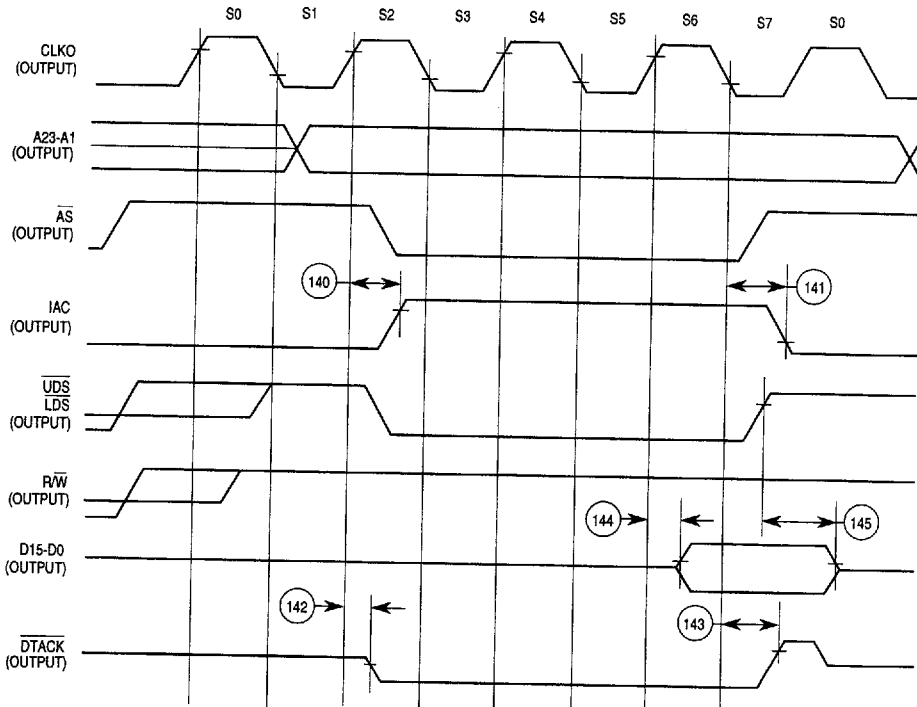 S0 S1 S2 S3 S4 S5 S6 S7 S0
CLKO
(OUTPUT)
A23-A1
(OUTPUT)
AS
(OUTPUT)
140
141
IAC
(OUTPUT)
UDS
LDS
(OUTPUT)
R/W
(OUTPUT)
144
145
D15-D0
(OUTPUT)
142
143
DTACK
(OUTPUT)